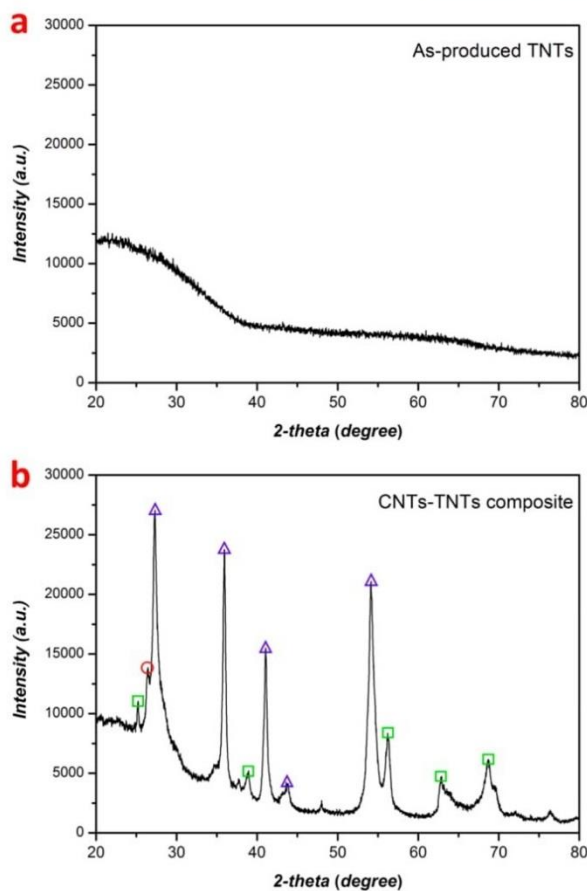 a
30000
As-produced TNTs
25000
20000
15000
10000
5000
0
Intensity (a.u.)
20 30 40 50 60 70 80
2-theta (degree)
b
30000
CNTs-TNTs composite
25000
20000
15000
10000
5000
0
Intensity (a.u.)
20 30 40 50 60 70 80
2-theta (degree)